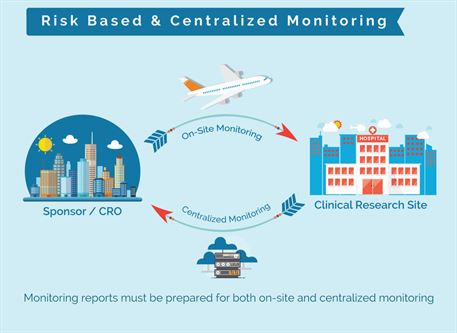 Risk Based & Centralized Monitoring
On-Site Monitoring
HOSPITAL
Sponsor / CRO
Clinical Research Site
Centralized Monitoring
Monitoring reports must be prepared for both on-site and centralized monitoring